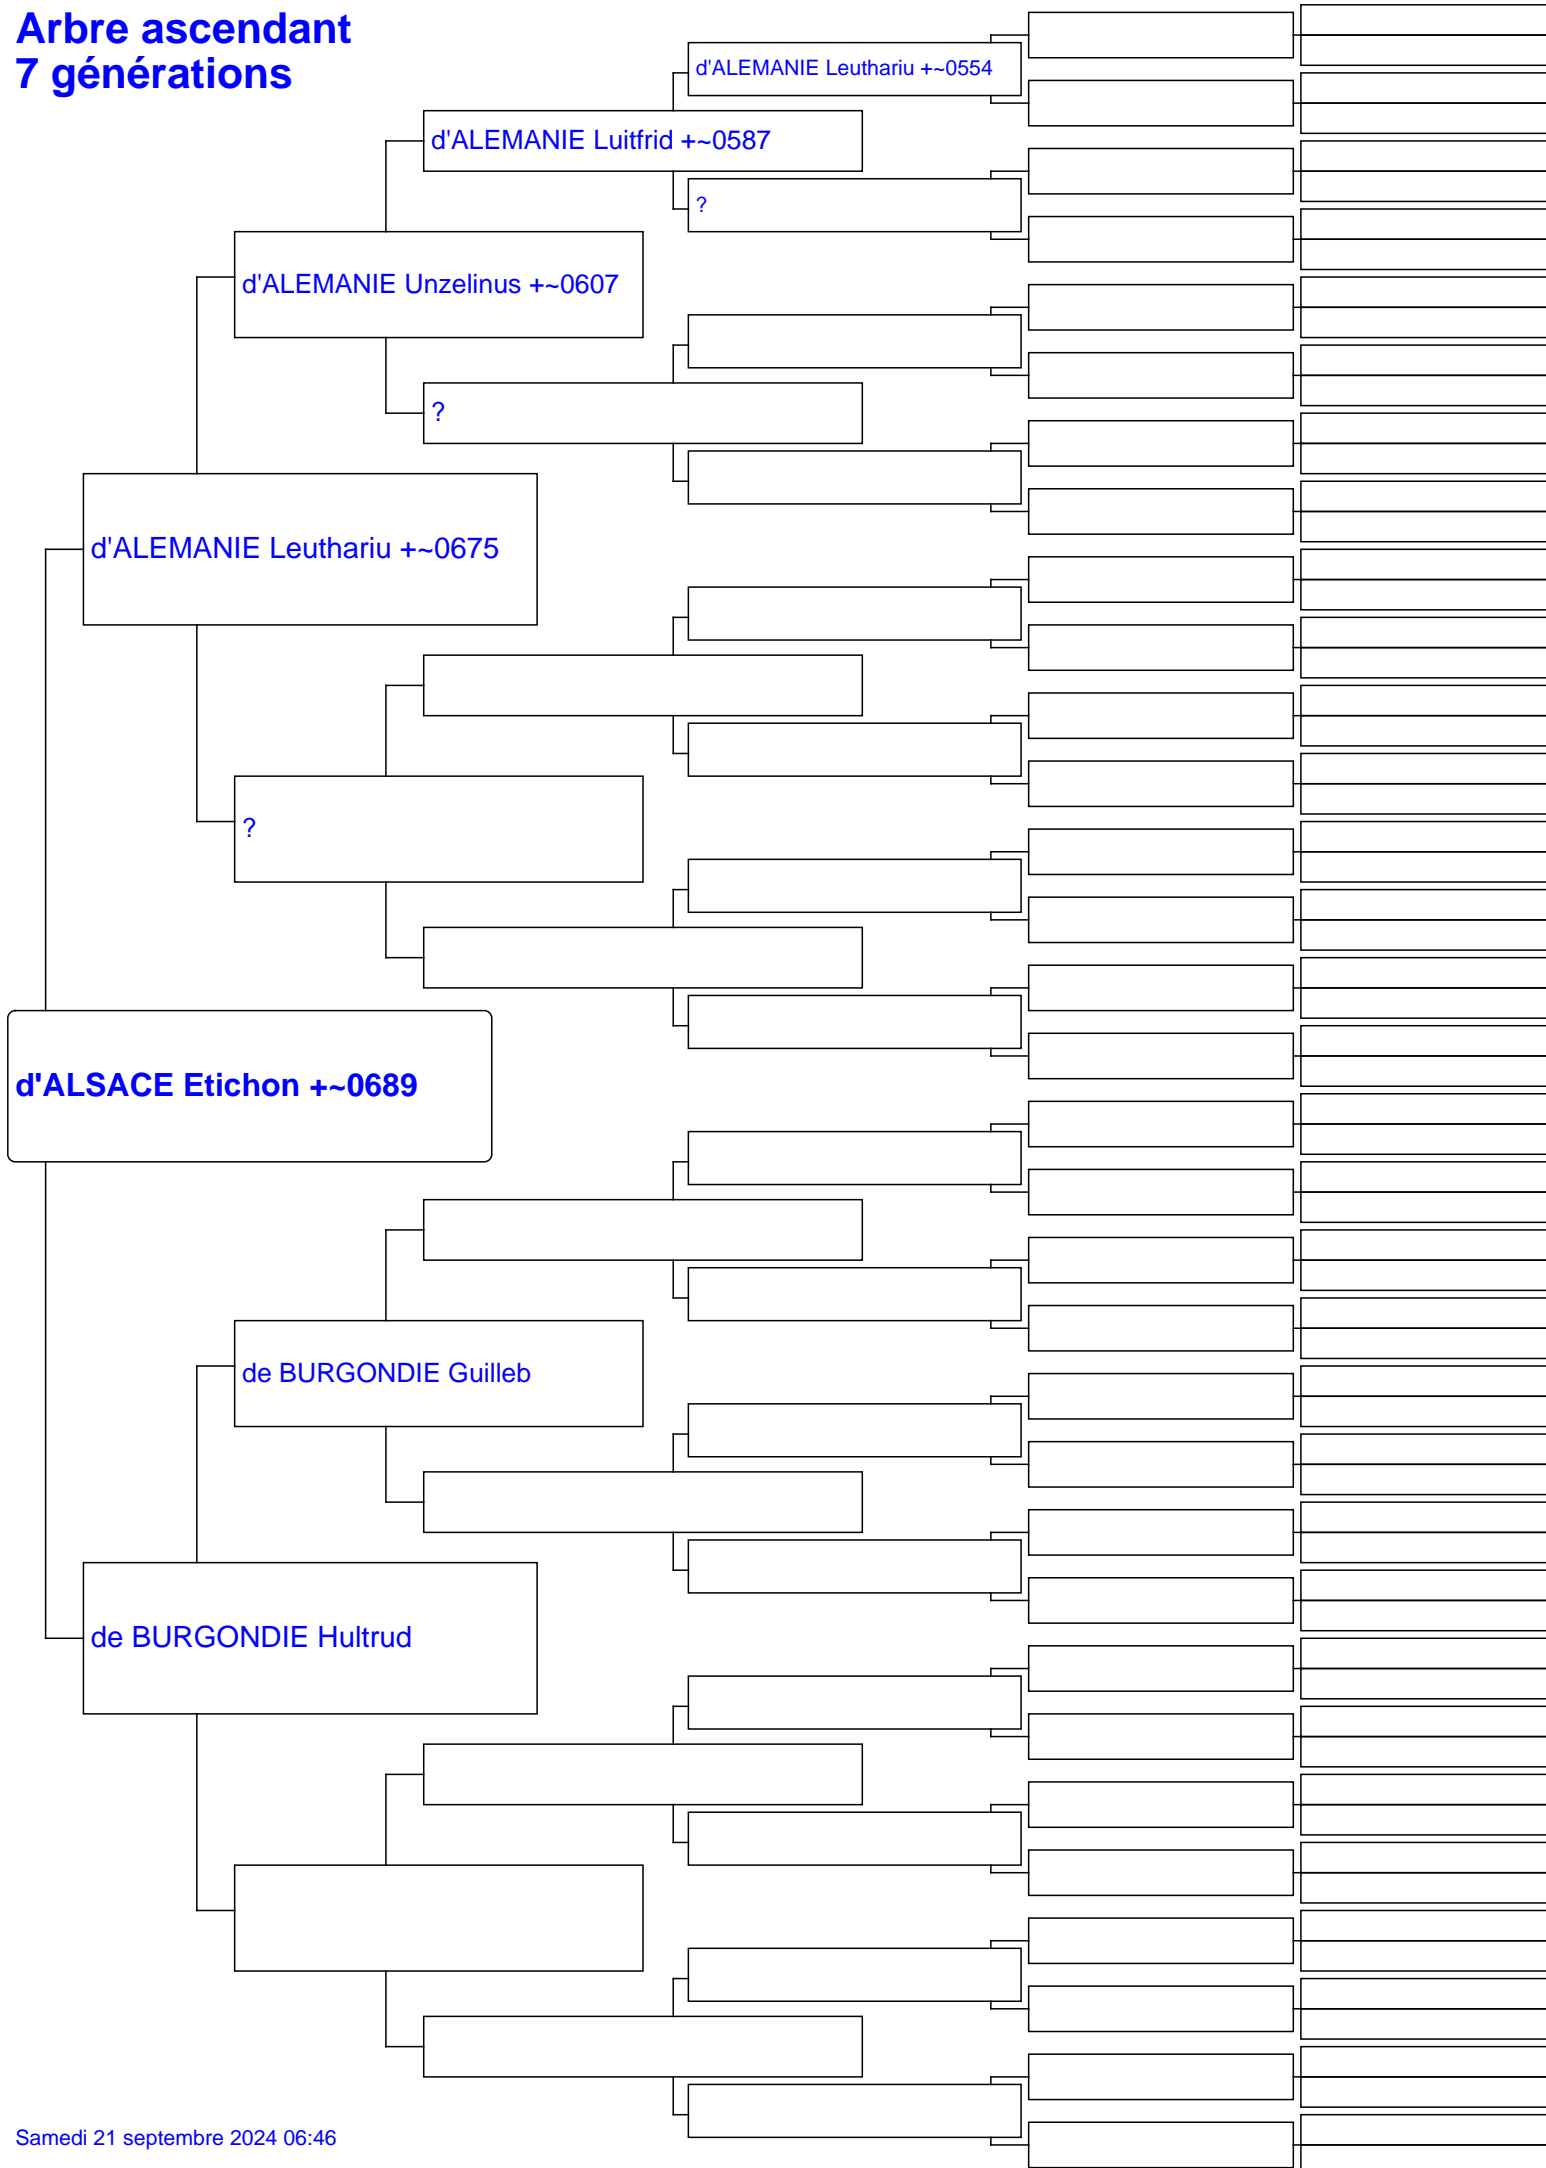 Arbre ascendant
7 générations
d'ALEMANIE Leuthariu +~0554
d'ALEMANIE Luitfrid +~0587
?
d'ALEMANIE Unzelinus +~0607
?
d'ALEMANIE Leuthariu +~0675
?
d'ALSACE Etichon +~0689
de BURGONDIE Guilleb
de BURGONDIE Hultrud
Samedi 21 septembre 2024 06:46